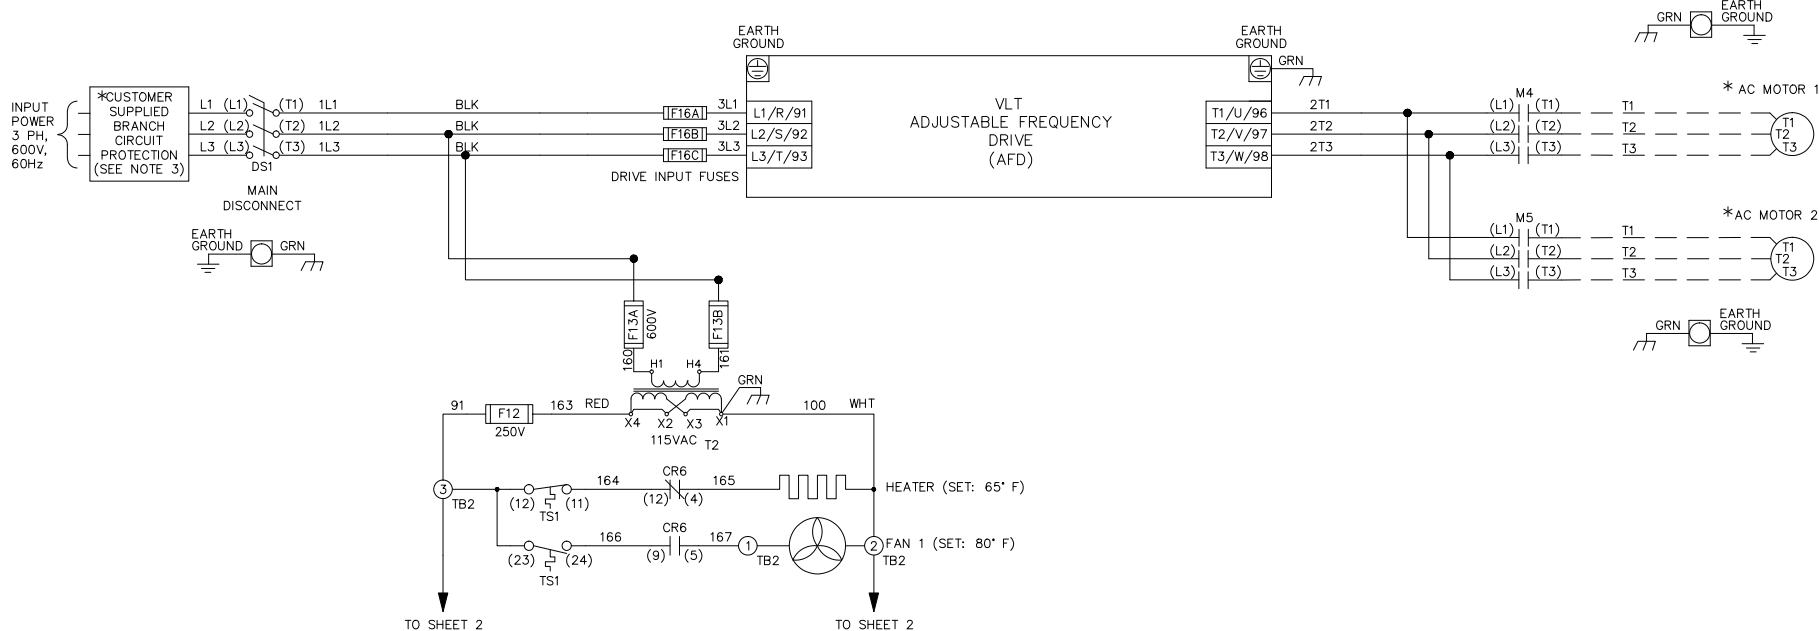 EARTH
GROUND
EARTH
GROUND
GRN
GRN
EARTH
GROUND
INPUT
POWER
3 PH,
600V,
60Hz
*CUSTOMER
SUPPLIED
BRANCH
CIRCUIT
PROTECTION
(SEE NOTE 3)
L1 (L1) (T1) 1L1 BLK F16A 3L1 L1/R/91
L2 (L2) (T2) 1L2 BLK F16B 3L2 L2/S/92
L3 (L3) (T3) 1L3 BLK F16C 3L3 L3/T/93
DS1
MAIN
DISCONNECT
DRIVE INPUT FUSES
VLT
ADJUSTABLE FREQUENCY
DRIVE
(AFD)
T1/U/96 2T1
T2/V/97 2T2
T3/W/98 2T3
M4
* AC MOTOR 1
(L1) (T1) T1 T1
(L2) (T2) T2 T2
(L3) (T3) T3 T3
M5
*AC MOTOR 2
(L1) (T1) T1 T1
(L2) (T2) T2 T2
(L3) (T3) T3 T3
EARTH
GROUND GRN
GRN
EARTH
GROUND
F13A 600V F13B
160 H1 H4 161
GRN
91 F12 163 RED 100 WHT
250V
X4 X2 X3 X1
115VAC T2
3 TB2
(12) (11) 164 CR6 165
TS1
(12) (4)
HEATER (SET: 65° F)
(23) (24) 166 CR6 167
TS1
(9) (5)
1 TB2
2 TB2
FAN 1 (SET: 80° F)
TO SHEET 2
TO SHEET 2